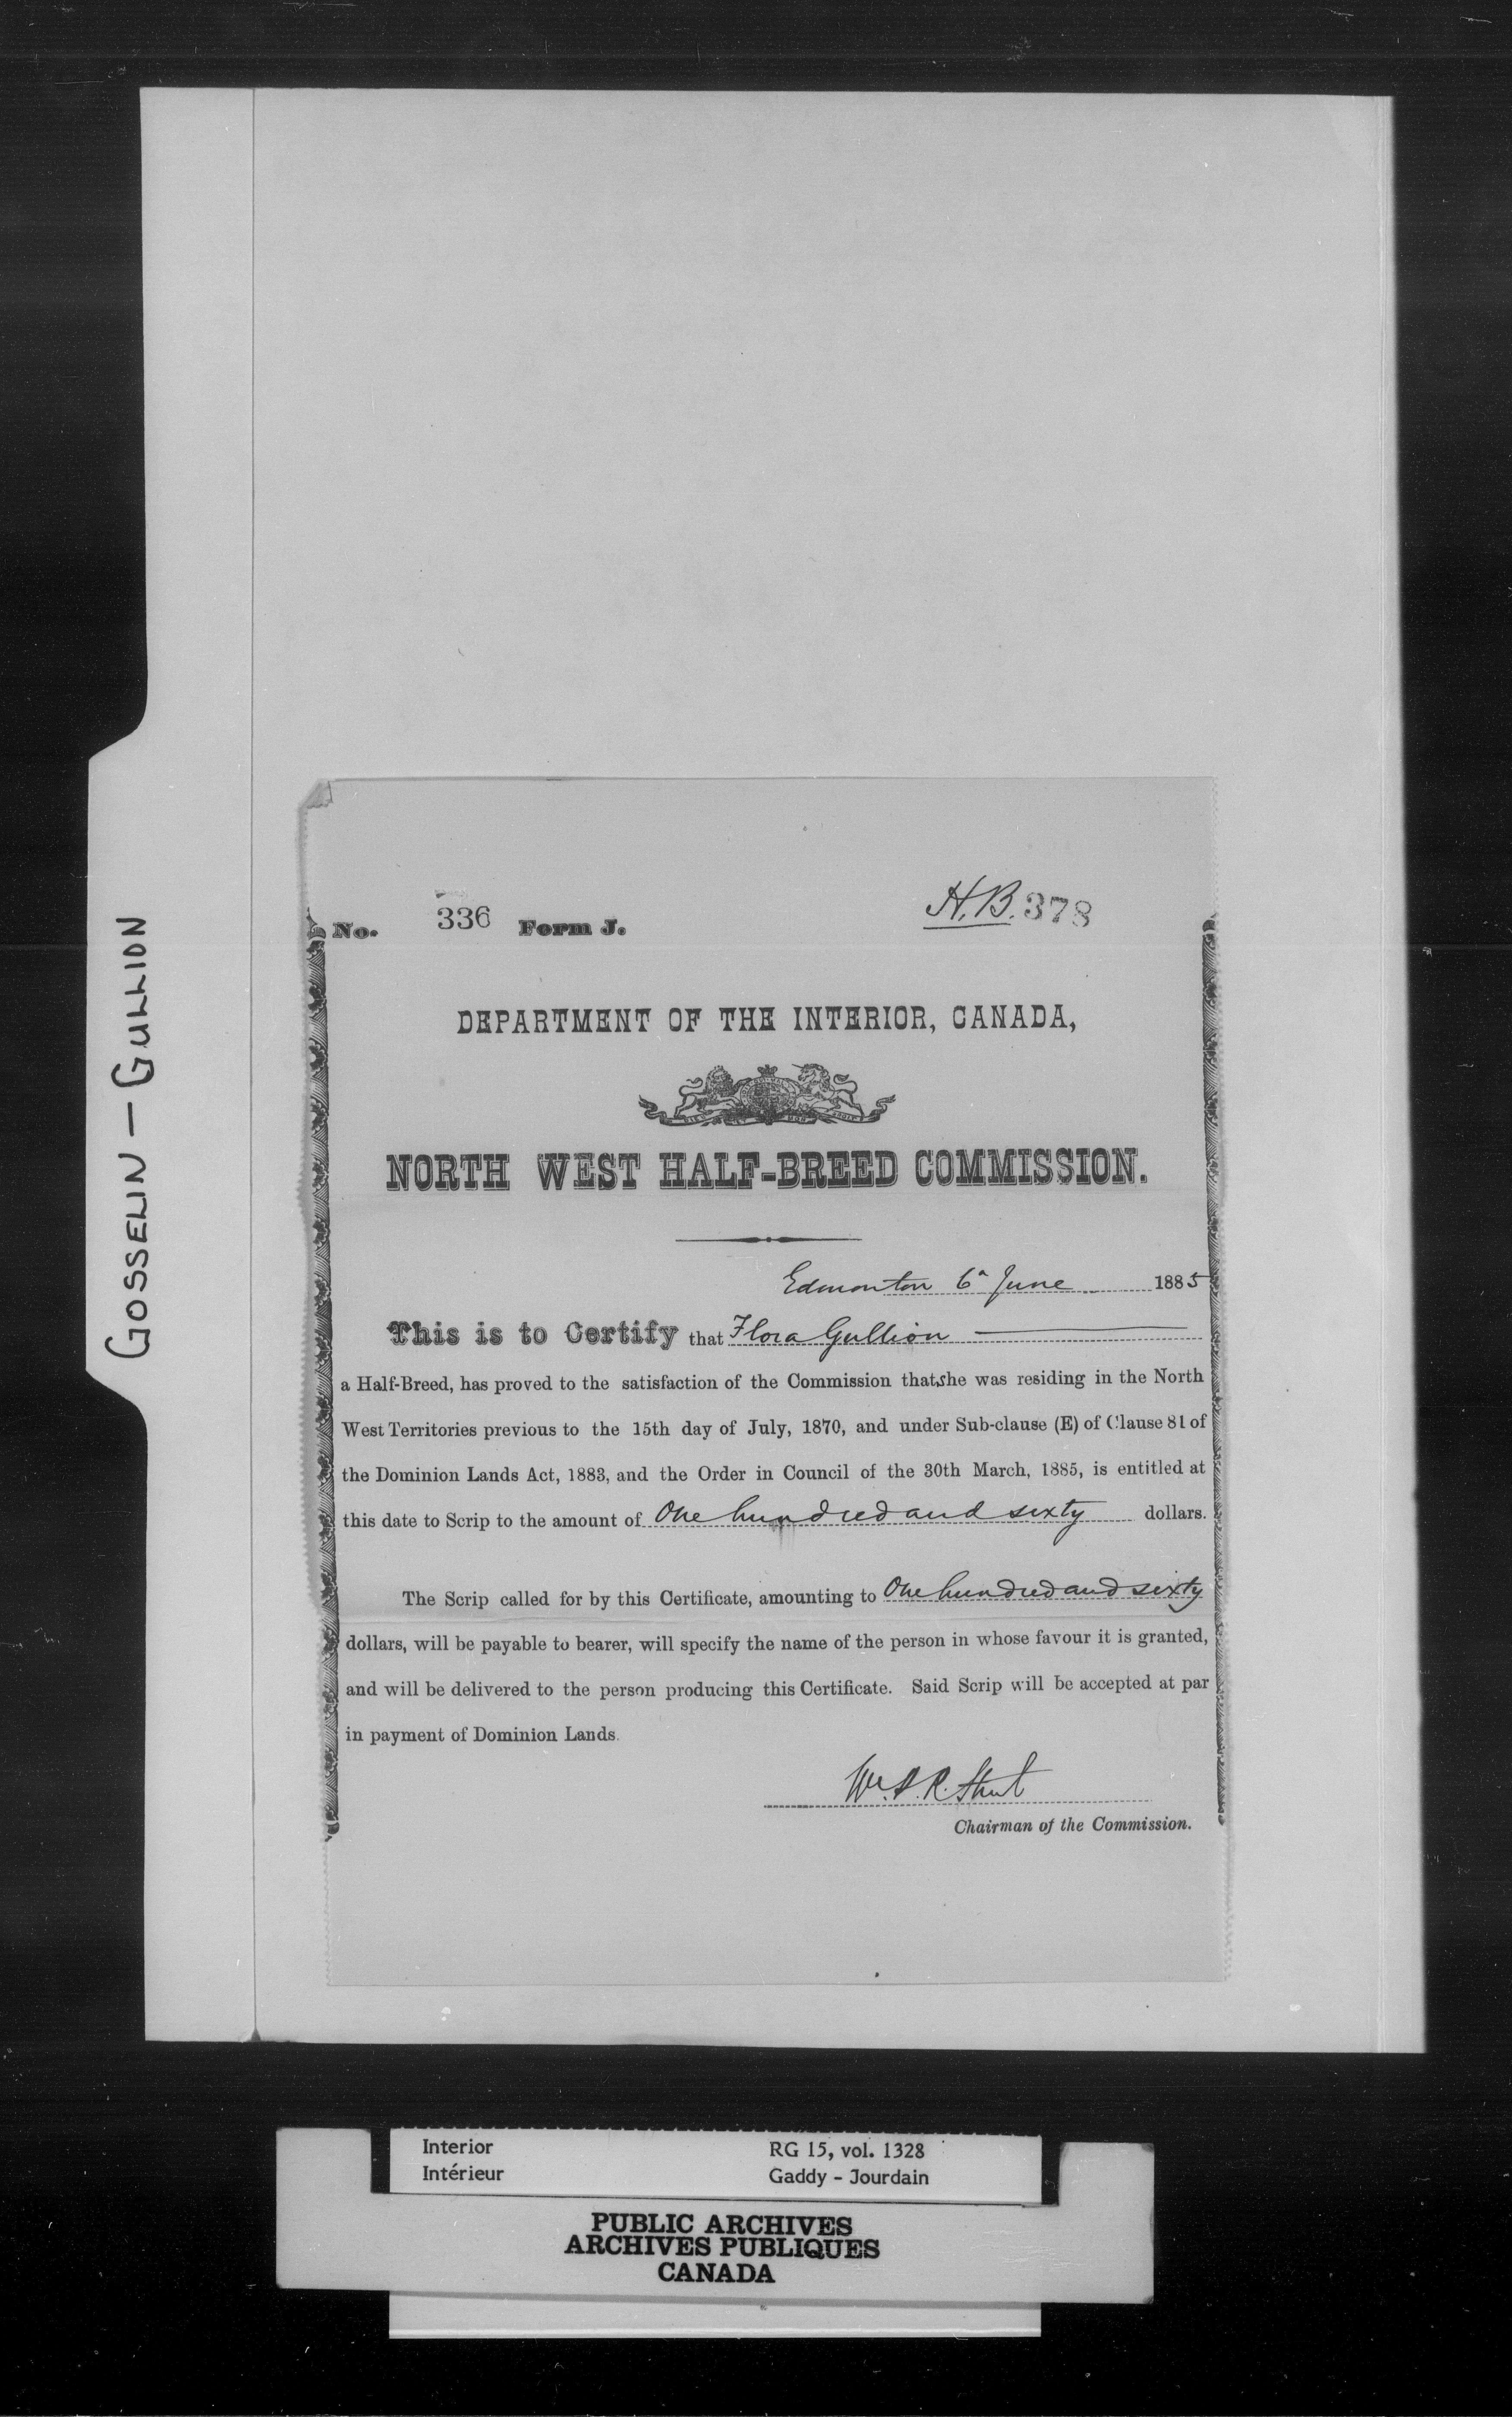 GOSSELIN - GULLION
No. 336 Form J. H.B. 378
DEPARTMENT OF THE INTERIOR, CANADA,
NORTH WEST HALF-BREED COMMISSION.
Edmonton 6" June 1885
This is to Certify that Flora Gullion
a Half-Breed, has proved to the satisfaction of the Commission that she was residing in the North
West Territories previous to the 15th day of July, 1870, and under Sub-clause (E) of Clause 81 of
the Dominion Lands Act, 1883, and the Order in Council of the 30th March, 1885, is entitled at
this date to Scrip to the amount of One hundred and sixty dollars.
The Scrip called for by this Certificate, amounting to One hundred and sixty
dollars, will be payable to bearer, will specify the name of the person in whose favour it is granted,
and will be delivered to the person producing this Certificate. Said Scrip will be accepted at par
in payment of Dominion Lands.
Wm. P. R. Street
Chairman of the Commission.
Interior RG 15, vol. 1328
Intérieur Gaddy - Jourdain
PUBLIC ARCHIVES
ARCHIVES PUBLIQUES
CANADA